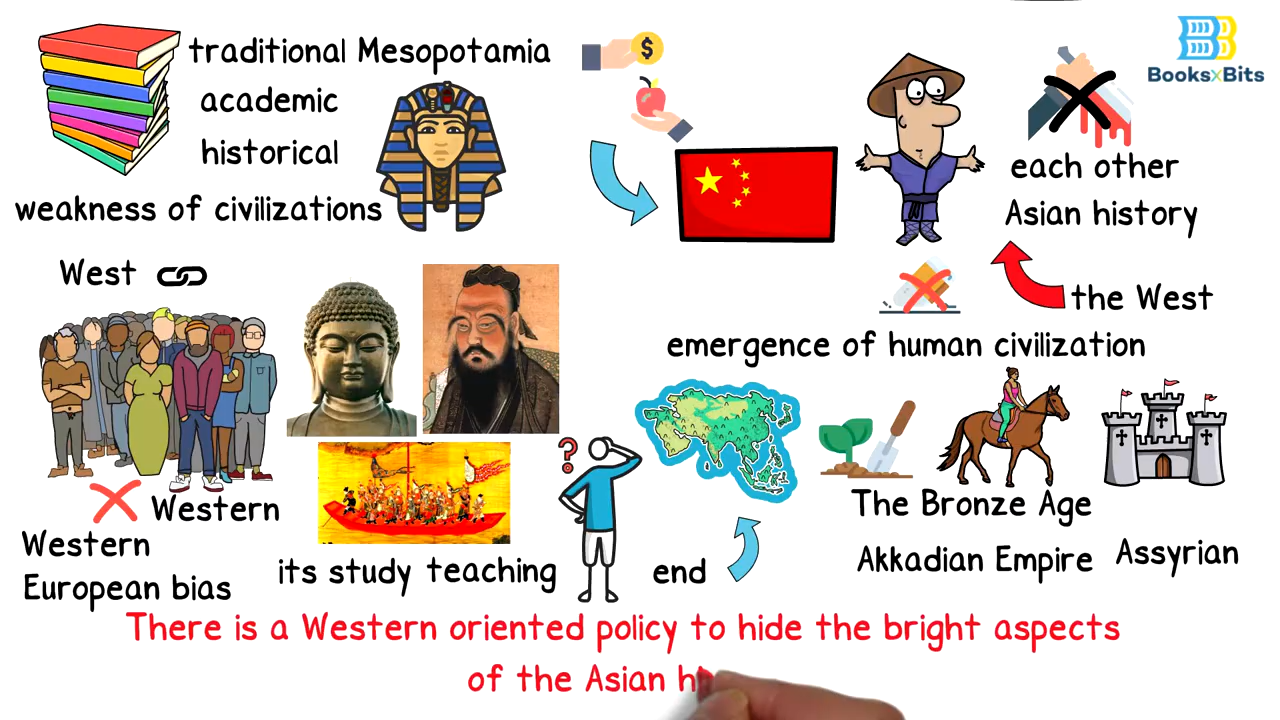 traditional Mesopotamia
academic
historical
weakness of civilizations
$
BooksxBits
each other
Asian history
West
the West
emergence of human civilization
?
Western
Western
European bias
its study teaching
end
The Bronze Age
Akkadian Empire
Assyrian
There is a Western oriented policy to hide the bright aspects
of the Asian